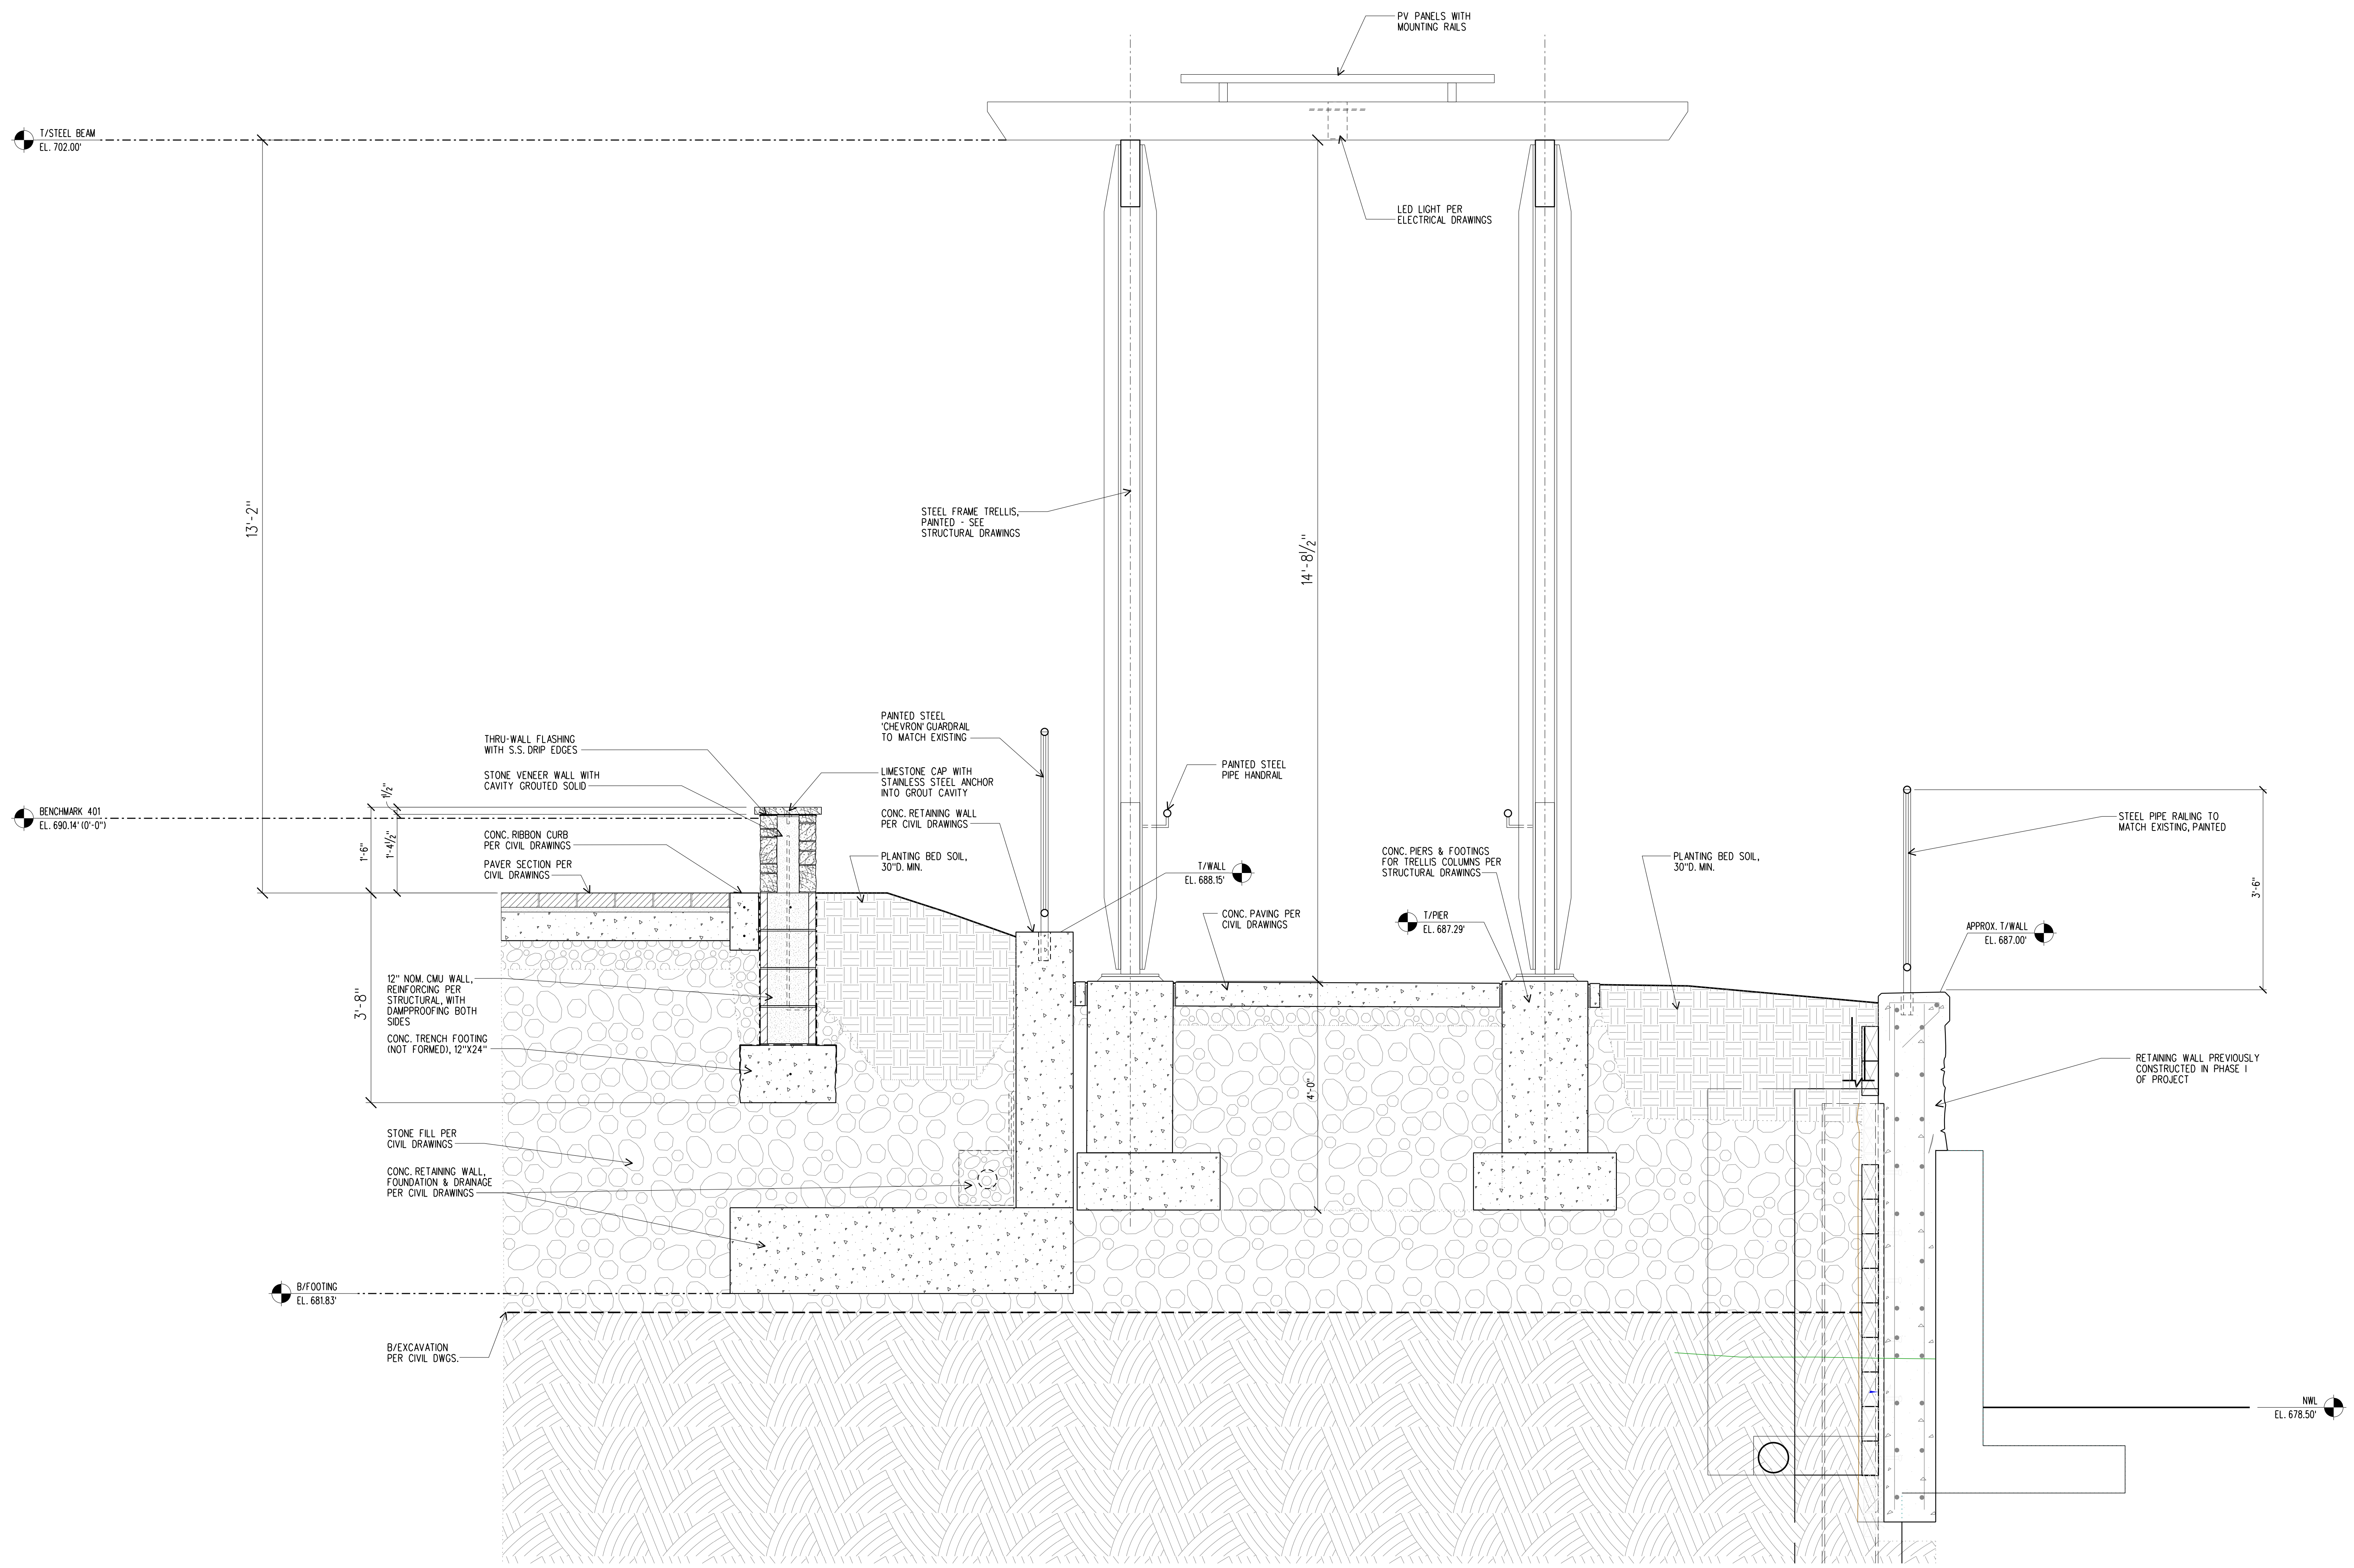 PV PANELS WITH
MOUNTING RAILS
T/STEEL BEAM
EL. 702.00'
LED LIGHT PER
ELECTRICAL DRAWINGS
13'-2"
STEEL FRAME TRELLIS,
PAINTED - SEE
STRUCTURAL DRAWINGS
14'-81/2"
PAINTED STEEL
'CHEVRON' GUARDRAIL
TO MATCH EXISTING
THRU-WALL FLASHING
WITH S.S. DRIP EDGES
STONE VENEER WALL WITH
CAVITY GROUTED SOLID
LIMESTONE CAP WITH
STAINLESS STEEL ANCHOR
INTO GROUT CAVITY
PAINTED STEEL
PIPE HANDRAIL
1 1/2"
BENCHMARK 401
EL. 690.14' (0'-0")
1'-6"
1'-4 1/2"
CONC. RIBBON CURB
PER CIVIL DRAWINGS
PAVER SECTION PER
CIVIL DRAWINGS
CONC. RETAINING WALL
PER CIVIL DRAWINGS
PLANTING BED SOIL,
30"D. MIN.
T/WALL
EL. 688.15'
CONC. PIERS & FOOTINGS
FOR TRELLIS COLUMNS PER
STRUCTURAL DRAWINGS
PLANTING BED SOIL,
30"D. MIN.
STEEL PIPE RAILING TO
MATCH EXISTING, PAINTED
3'-6"
CONC. PAVING PER
CIVIL DRAWINGS
T/PIER
EL. 687.29'
APPROX. T/WALL
EL. 687.00'
3'-8"
12" NOM. CMU WALL,
REINFORCING PER
STRUCTURAL, WITH
DAMPPROOFING BOTH
SIDES
CONC. TRENCH FOOTING
(NOT FORMED), 12"X24"
4'-0"
RETAINING WALL PREVIOUSLY
CONSTRUCTED IN PHASE I
OF PROJECT
STONE FILL PER
CIVIL DRAWINGS
CONC. RETAINING WALL,
FOUNDATION & DRAINAGE
PER CIVIL DRAWINGS
B/FOOTING
EL. 681.83'
B/EXCAVATION
PER CIVIL DWGS.
NWL
EL. 678.50'